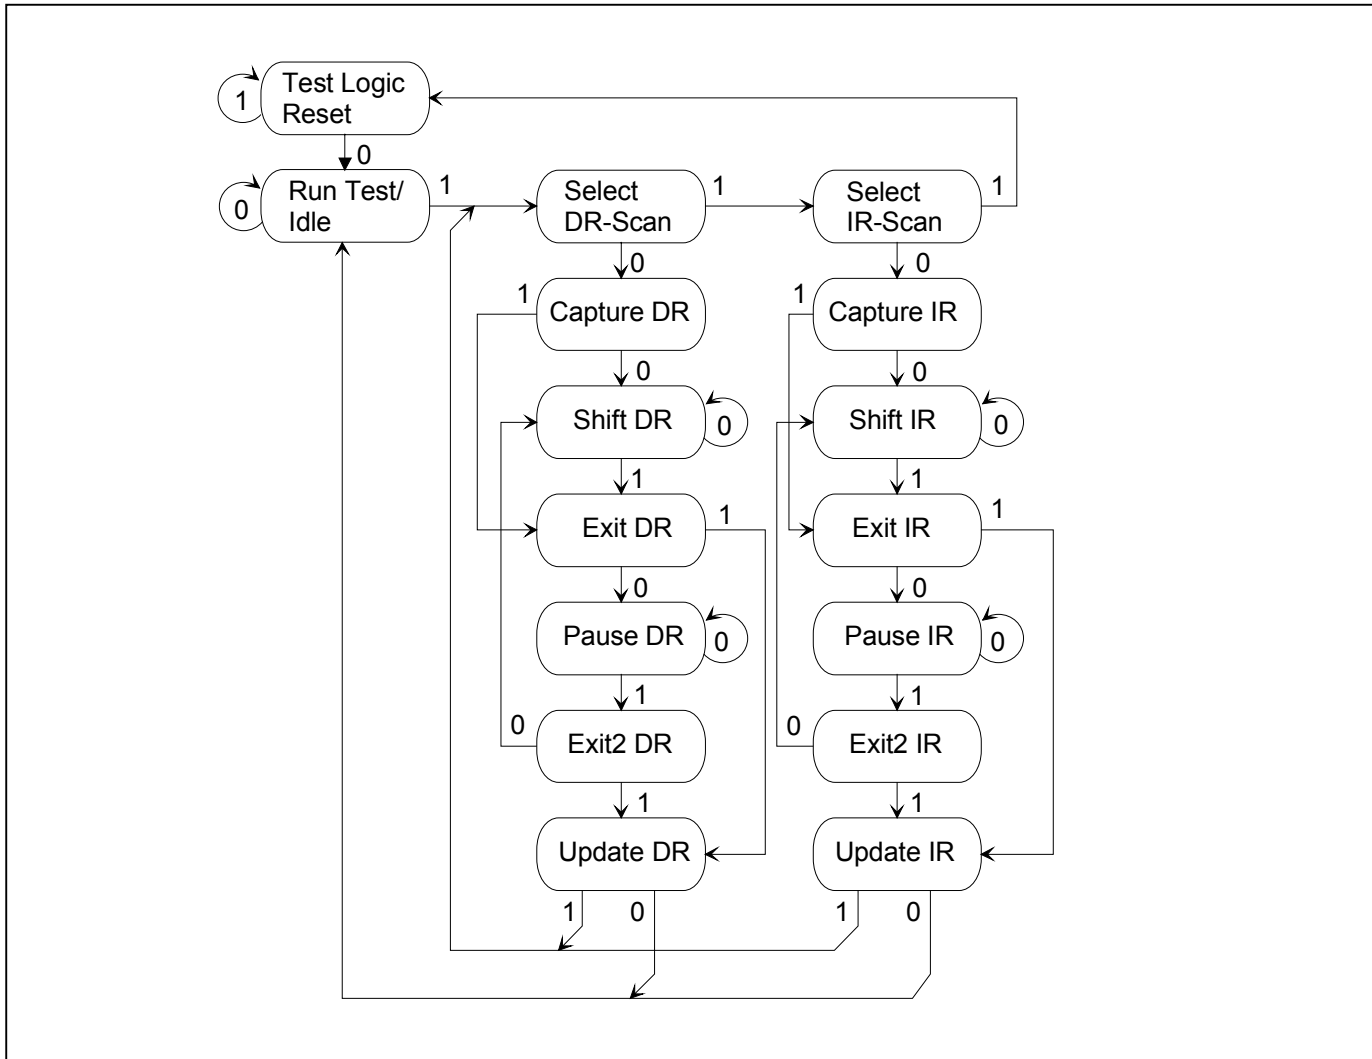 Test Logic
Reset
1
0
Run Test/
Idle
0
1
Select
DR-Scan
1
Select
IR-Scan
1
0
0
1
Capture DR
1
Capture IR
0
0
Shift DR
0
Shift IR
0
1
1
Exit DR
1
Exit IR
1
0
0
Pause DR
0
Pause IR
0
1
1
0
Exit2 DR
0
Exit2 IR
1
1
Update DR
Update IR
1
0
1
0